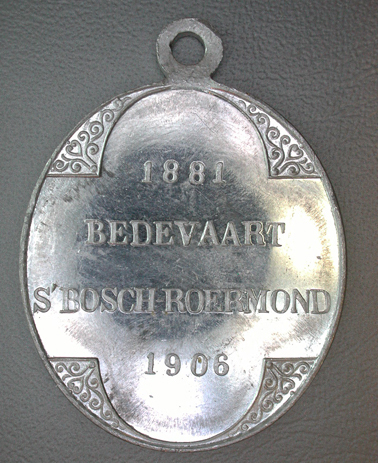 1881
BEDEVAART
S'BOSCH-ROERMOND
1906